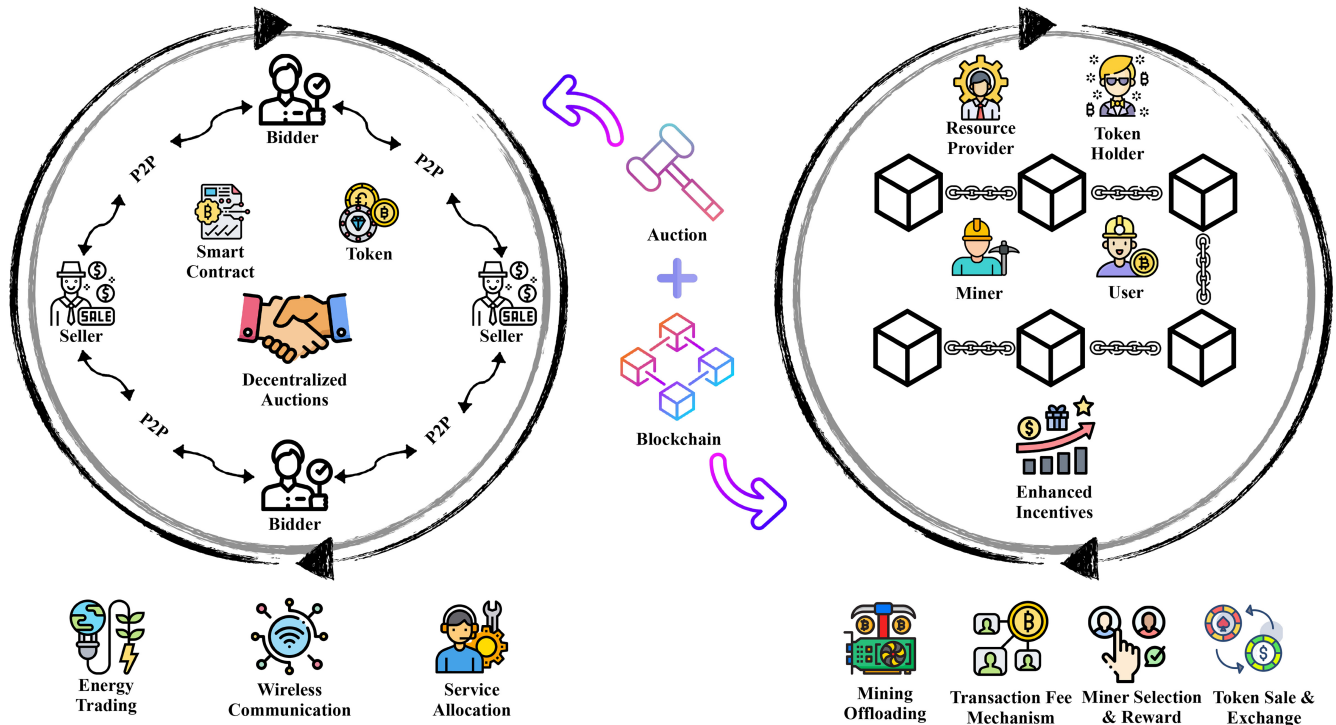 Bidder
P2P
P2P
Smart
Contract
Token
SALE
Seller
SALE
Seller
Decentralized
Auctions
P2P
P2P
Bidder
Energy
Trading
Wireless
Communication
Service
Allocation
Auction
Blockchain
Resource
Provider
Token
Holder
Miner
User
Enhanced
Incentives
Mining
Offloading
Transaction Fee
Mechanism
Miner Selection
& Reward
Token Sale &
Exchange